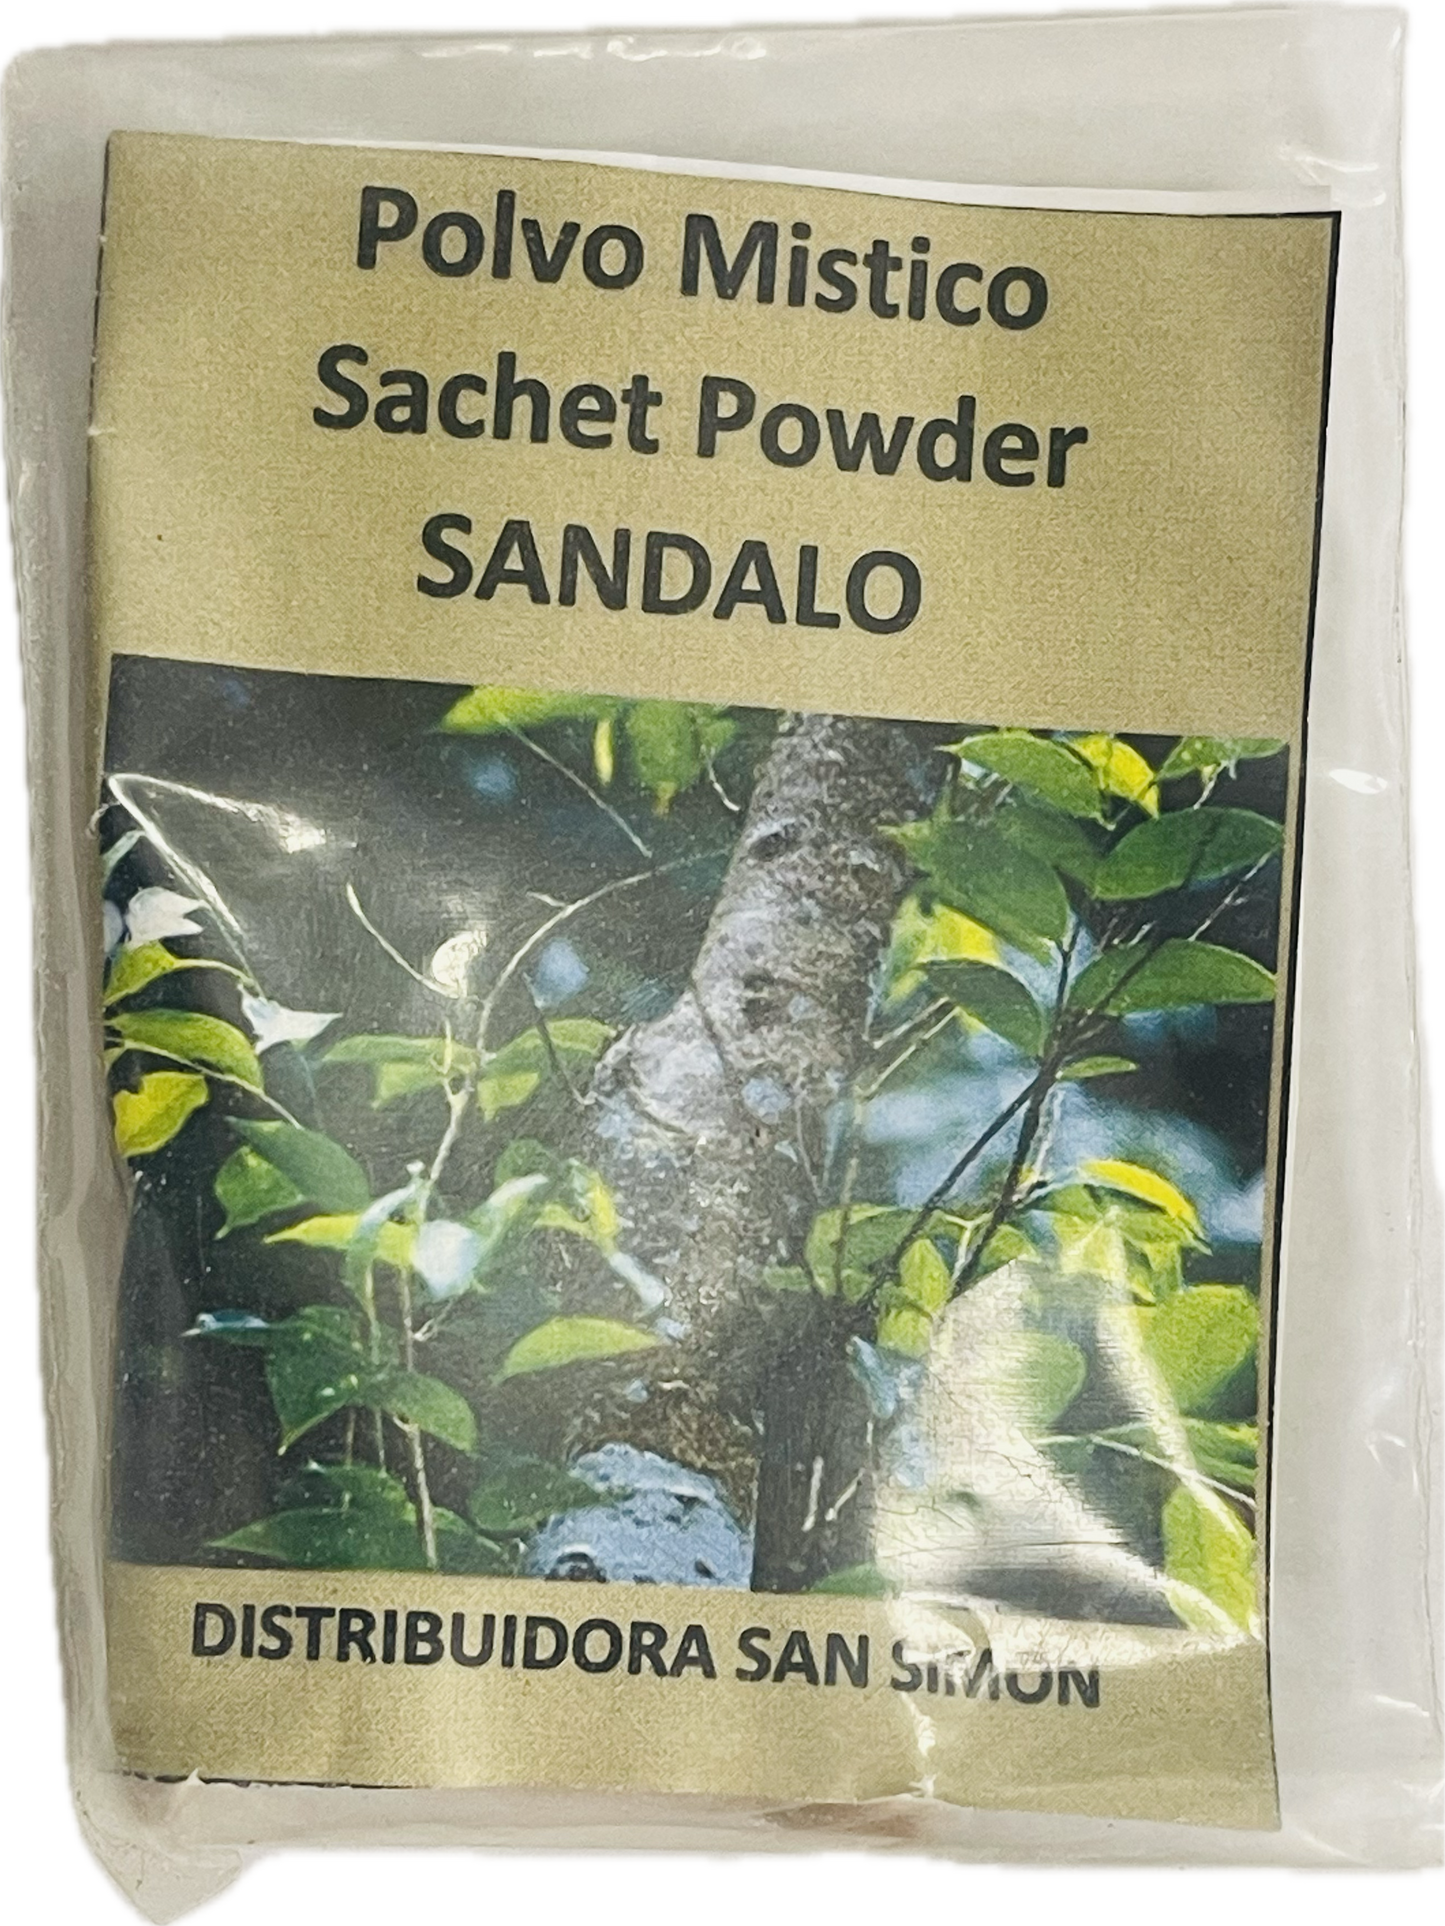 Polvo Mistico
Sachet Powder
SANDALO
DISTRIBUIDORA SAN SIMON